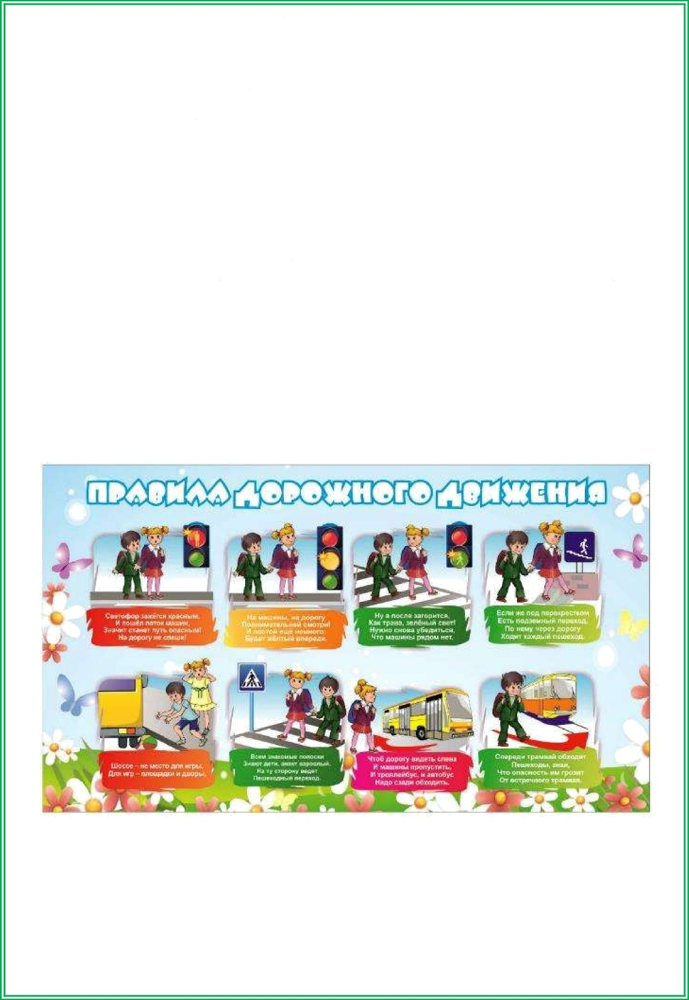 ПРАВИЛА ДОРОЖНОГО ДВИЖЕНИЯ
Светофор зажёгся красным,
И пошёл поток машин,
Значит станет путь опасным!
На дорогу не спеши!
На машины, на дорогу
Повнимательней смотри!
И постой ещё немного:
Будет жёлтый впереди.
Ну а после загорится,
Как трава, зелёный свет!
Нужно снова убедиться,
Что машины рядом нет.
Если же под перекрестком
Есть подземный переход,
По нему через дорогу
Ходит каждый пешеход.
Шоссе – не место для игры,
Для игр – площадки и дворы.
Всем знакомые полоски
Знают дети, знает взрослый,
На ту сторону ведет
Пешеходный переход.
Чтоб дорогу видеть слева
И машины пропустить,
И троллейбус, и автобус
Надо сзади обходить.
Спереди трамвай обходят
Пешеходы, зная,
Что опасность им грозит
От встречного трамвая.